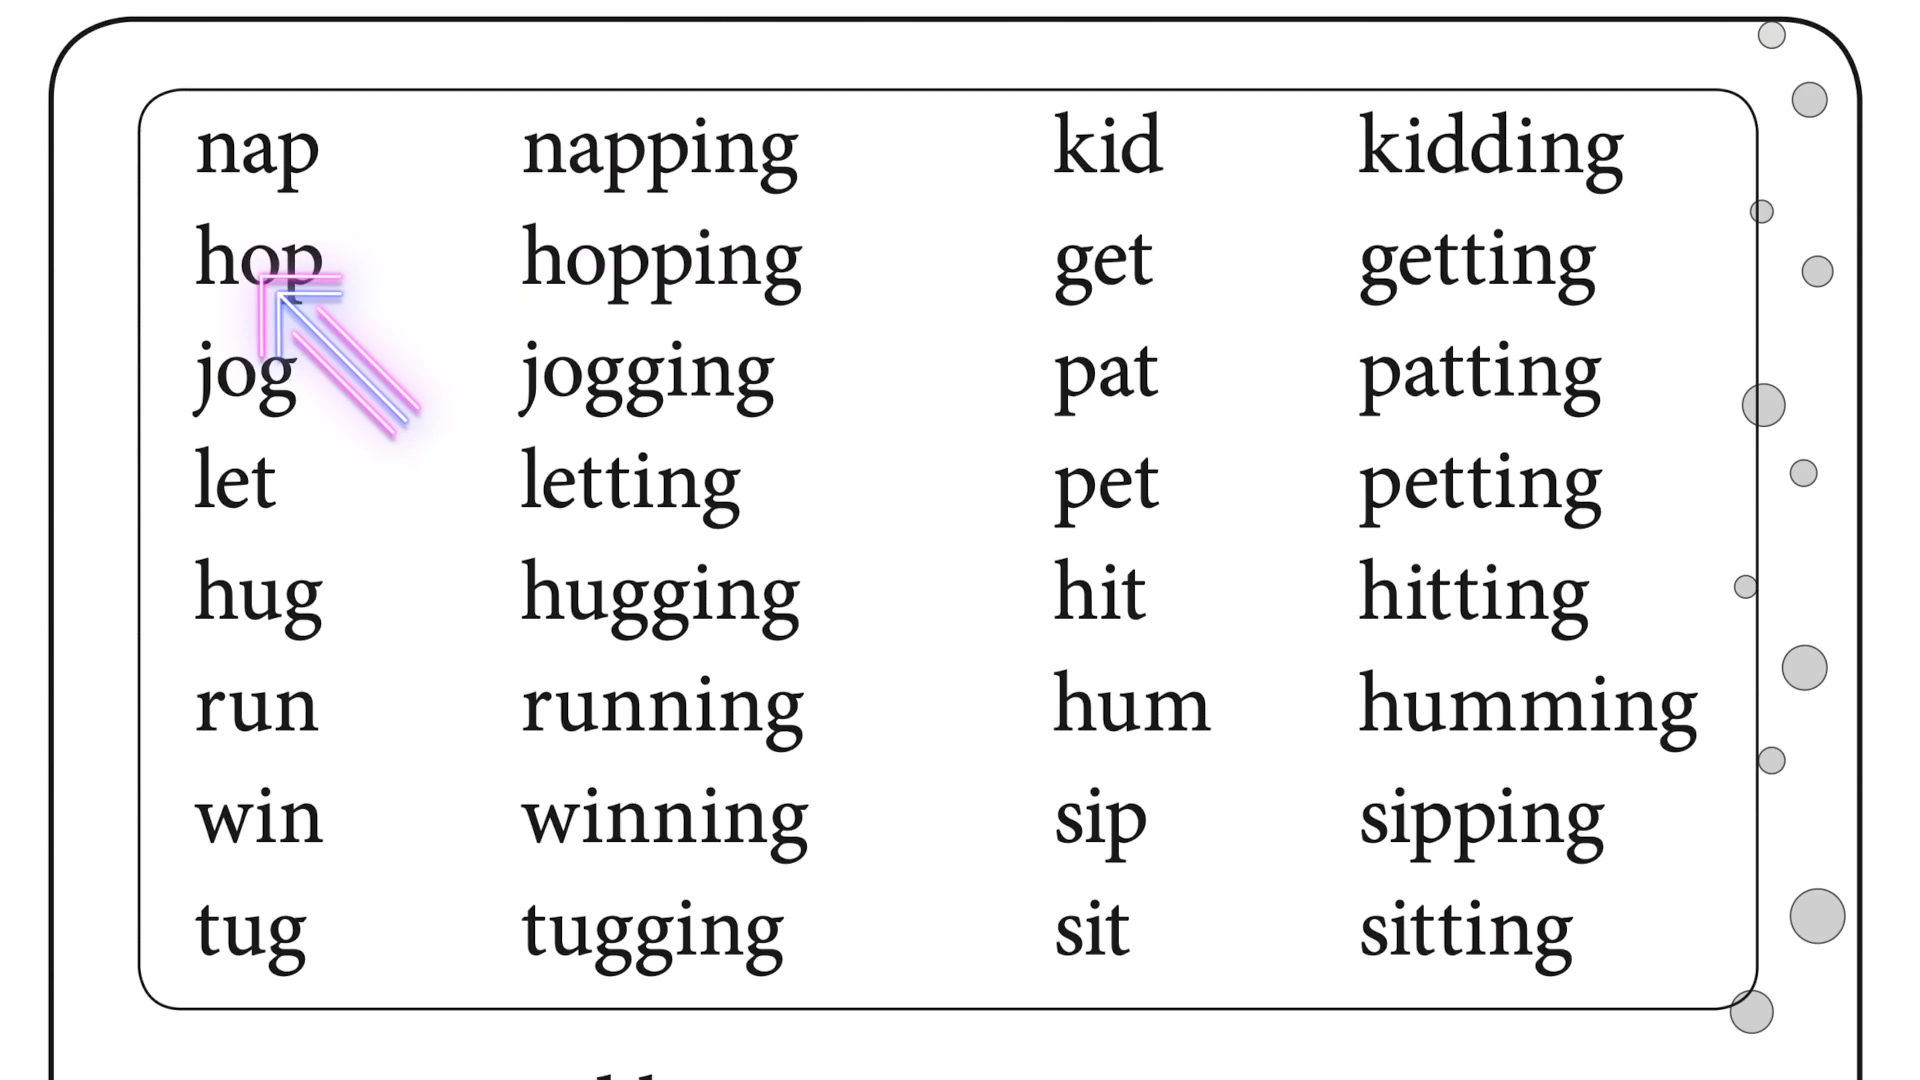 nap napping kid kidding
hop hopping get getting
jog jogging pat patting
let letting pet petting
hug hugging hit hitting
run running hum humming
win winning sip sipping
tug tugging sit sitting